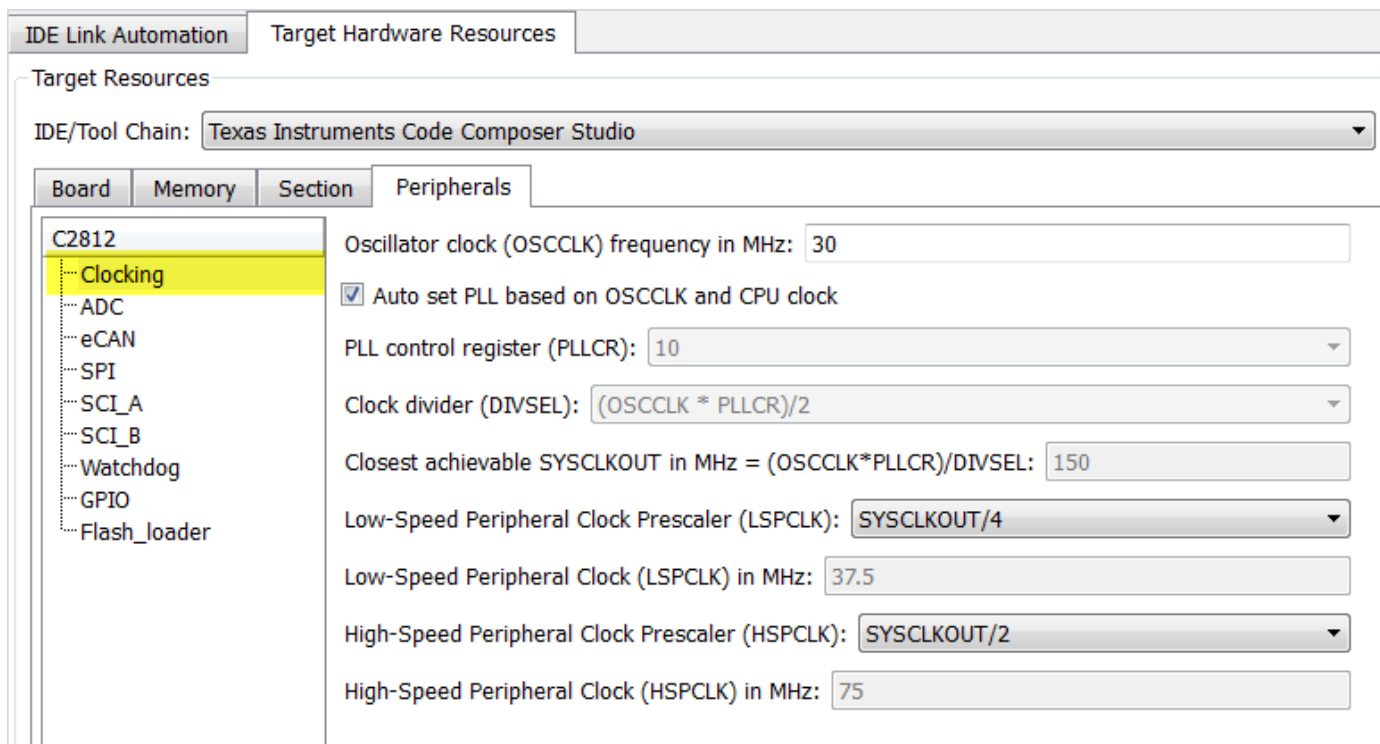 IDE Link Automation Target Hardware Resources
Target Resources
IDE/Tool Chain: Texas Instruments Code Composer Studio
Board Memory Section Peripherals
C2812
Clocking
ADC
eCAN
SPI
SCI_A
SCI_B
Watchdog
GPIO
Flash_loader
Oscillator clock (OSCCLK) frequency in MHz: 30
Auto set PLL based on OSCCLK and CPU clock
PLL control register (PLLCR): 10
Clock divider (DIVSEL): (OSCCLK * PLLCR)/2
Closest achievable SYSCLKOUT in MHz = (OSCCLK*PLLCR)/DIVSEL: 150
Low-Speed Peripheral Clock Prescaler (LSPCLK): SYSCLKOUT/4
Low-Speed Peripheral Clock (LSPCLK) in MHz: 37.5
High-Speed Peripheral Clock Prescaler (HSPCLK): SYSCLKOUT/2
High-Speed Peripheral Clock (HSPCLK) in MHz: 75